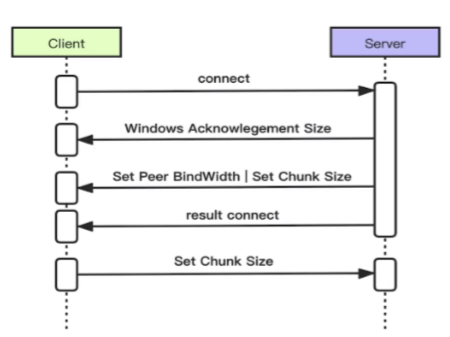 Client
Server
connect
Windows Acknowlegement Size
Set Peer BindWidth | Set Chunk Size
result connect
Set Chunk Size